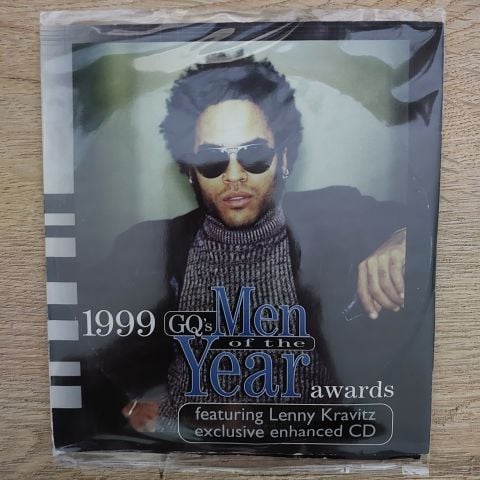 1999 GQ's Men
of the
Year awards
featuring Lenny Kravitz
exclusive enhanced CD